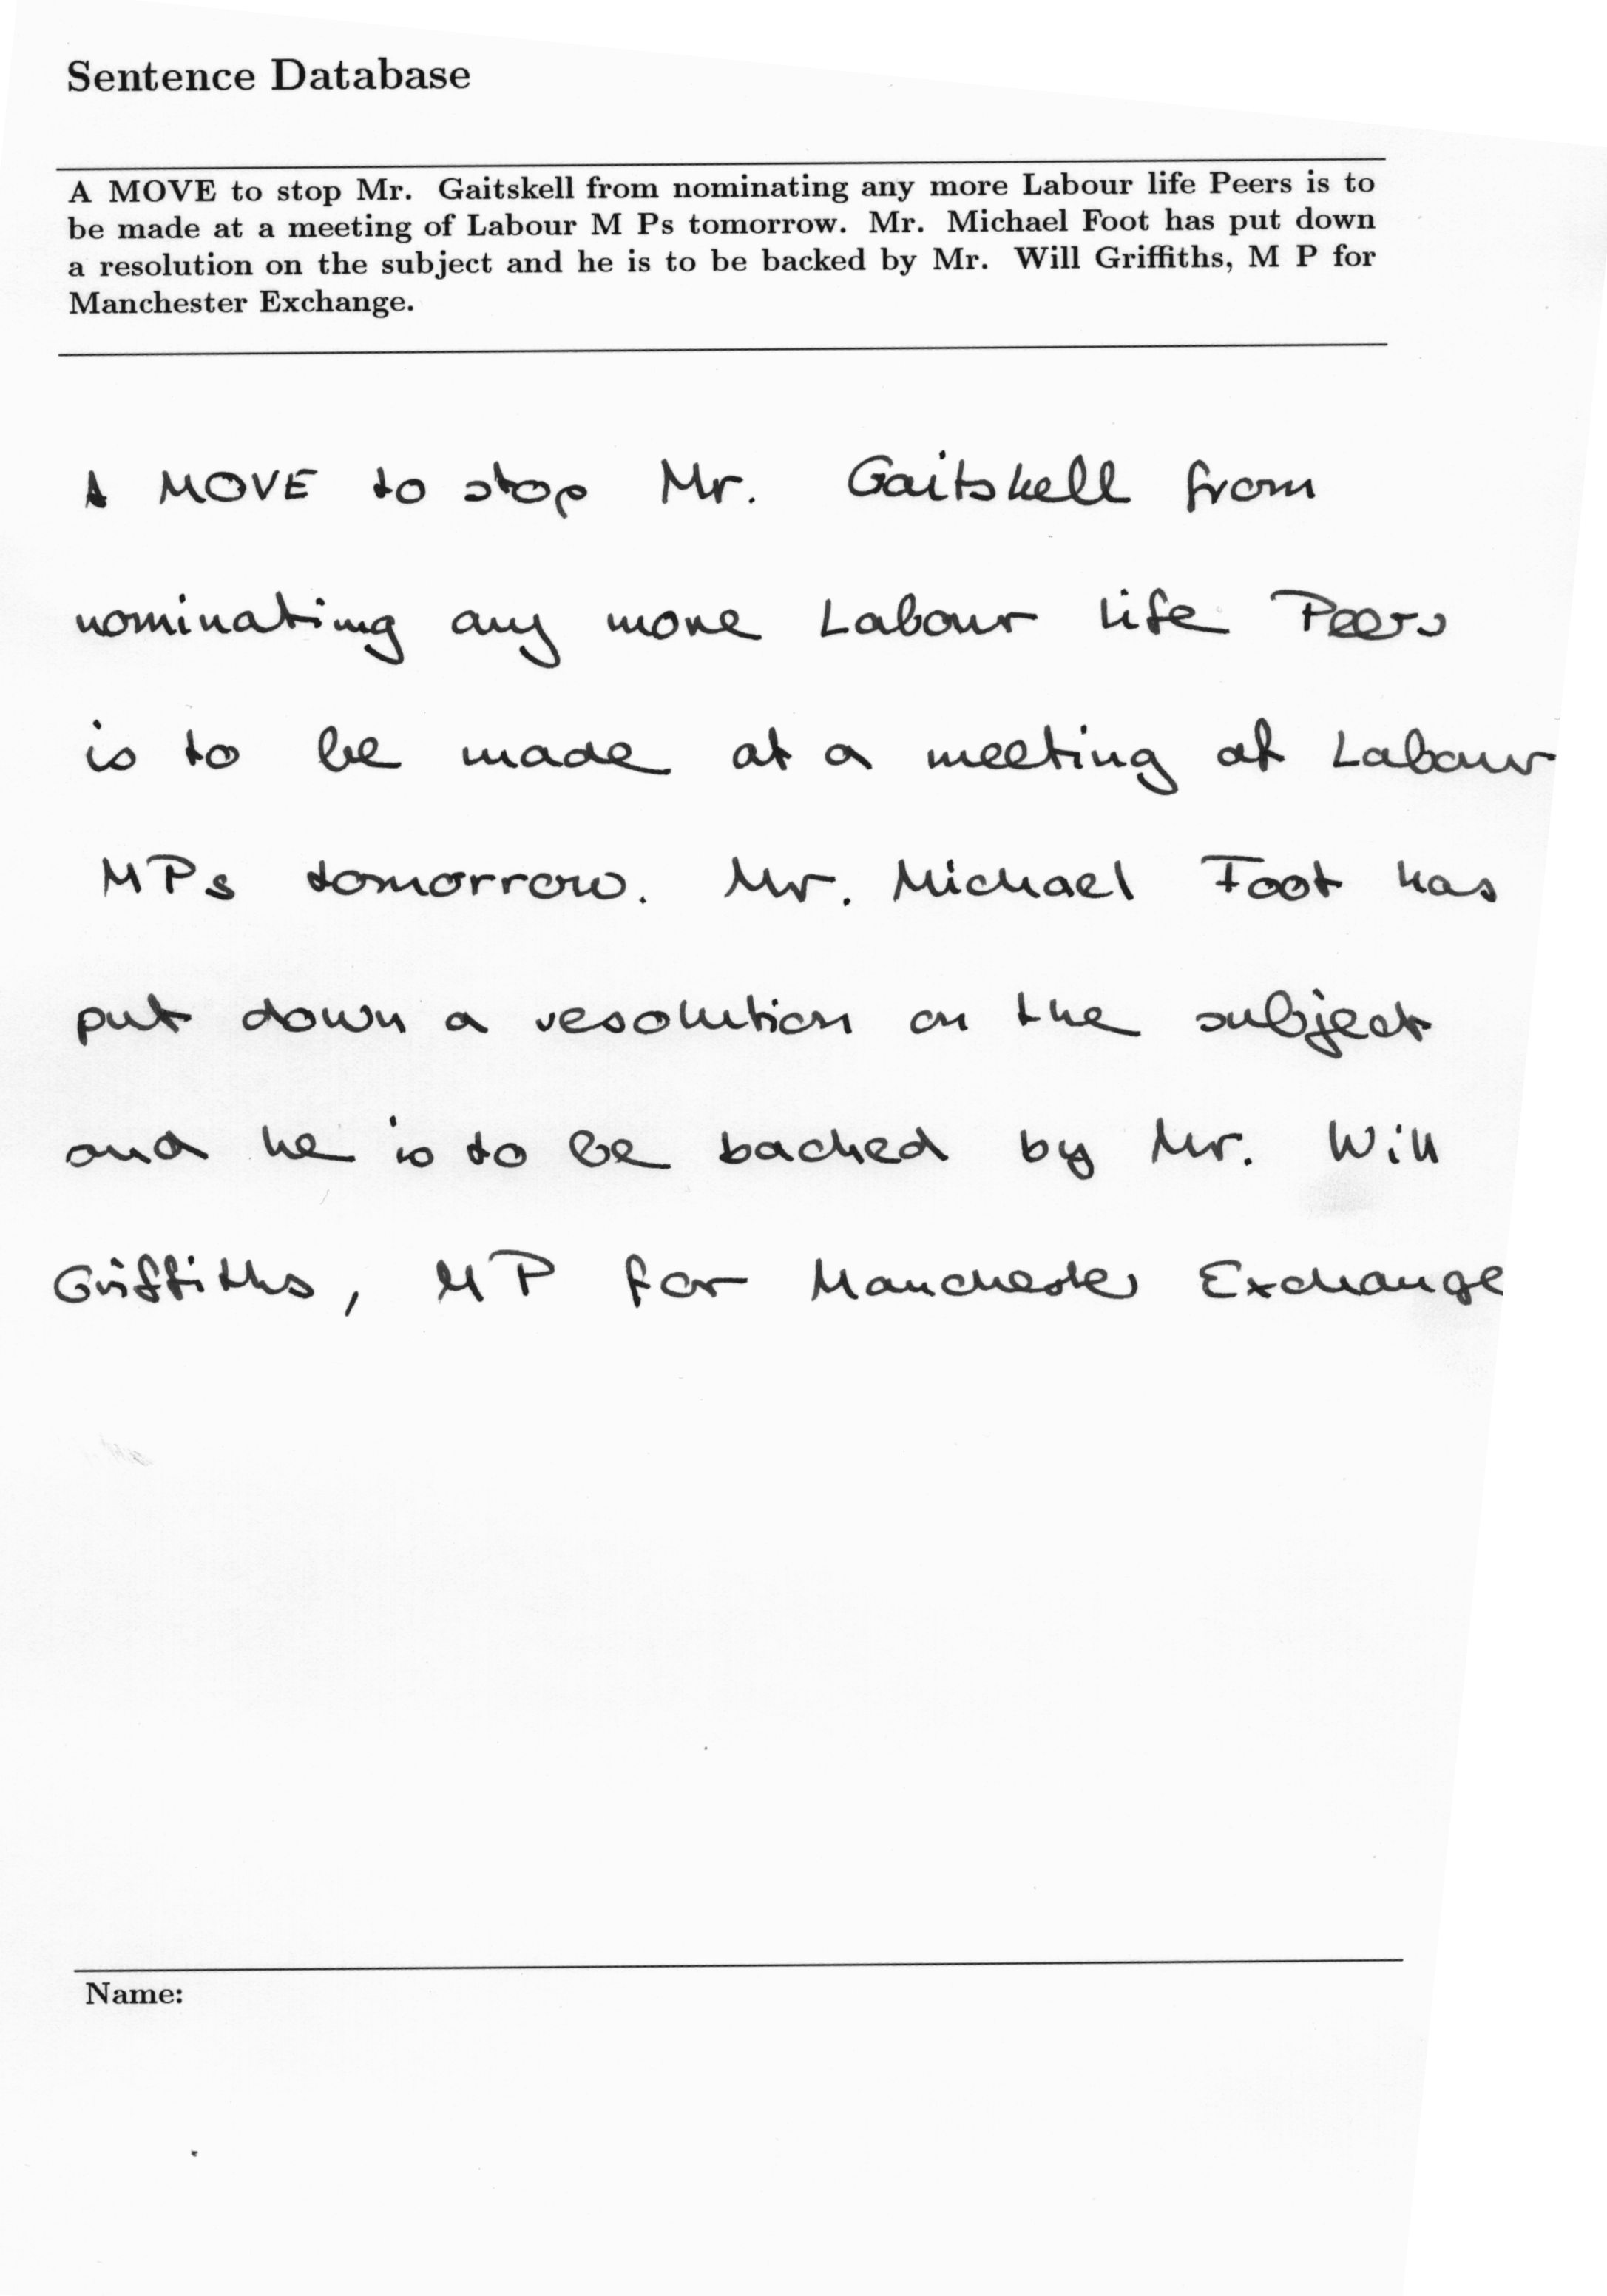 Sentence Database
A MOVE to stop Mr. Gaitskell from nominating any more Labour life Peers is to
be made at a meeting of Labour M Ps tomorrow. Mr. Michael Foot has put down
a resolution on the subject and he is to be backed by Mr. Will Griffiths, M P for
Manchester Exchange.
A MOVE to stop Mr. Gaitskell from
nominating any more Labour life Peers
is to be made at a meeting of Labour
MPs tomorrow. Mr. Michael Foot has
put down a resolution on the subject
and he is to be backed by Mr. Will
Griffiths, MP for Manchester Exchange
Name: